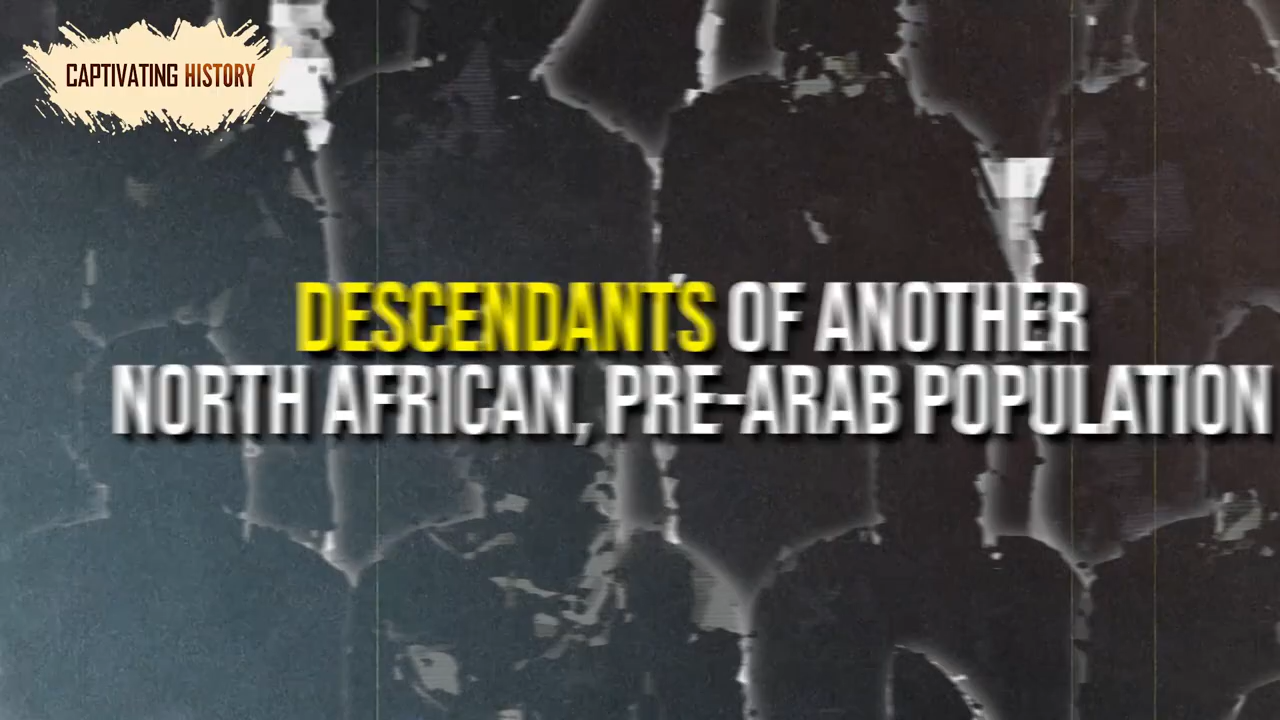 CAPTIVATING HISTORY
DESCENDANTS OF ANOTHER
NORTH AFRICAN, PRE-ARAB POPULATION